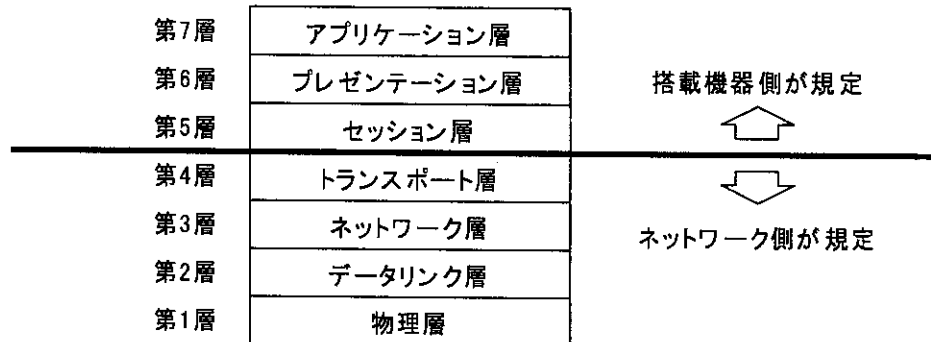 第7層 アプリケーション層
第6層 プレゼンテーション層 搭載機器側が規定
第5層 セッション層
第4層 トランスポート層
第3層 ネットワーク層 ネットワーク側が規定
第2層 データリンク層
第1層 物理層